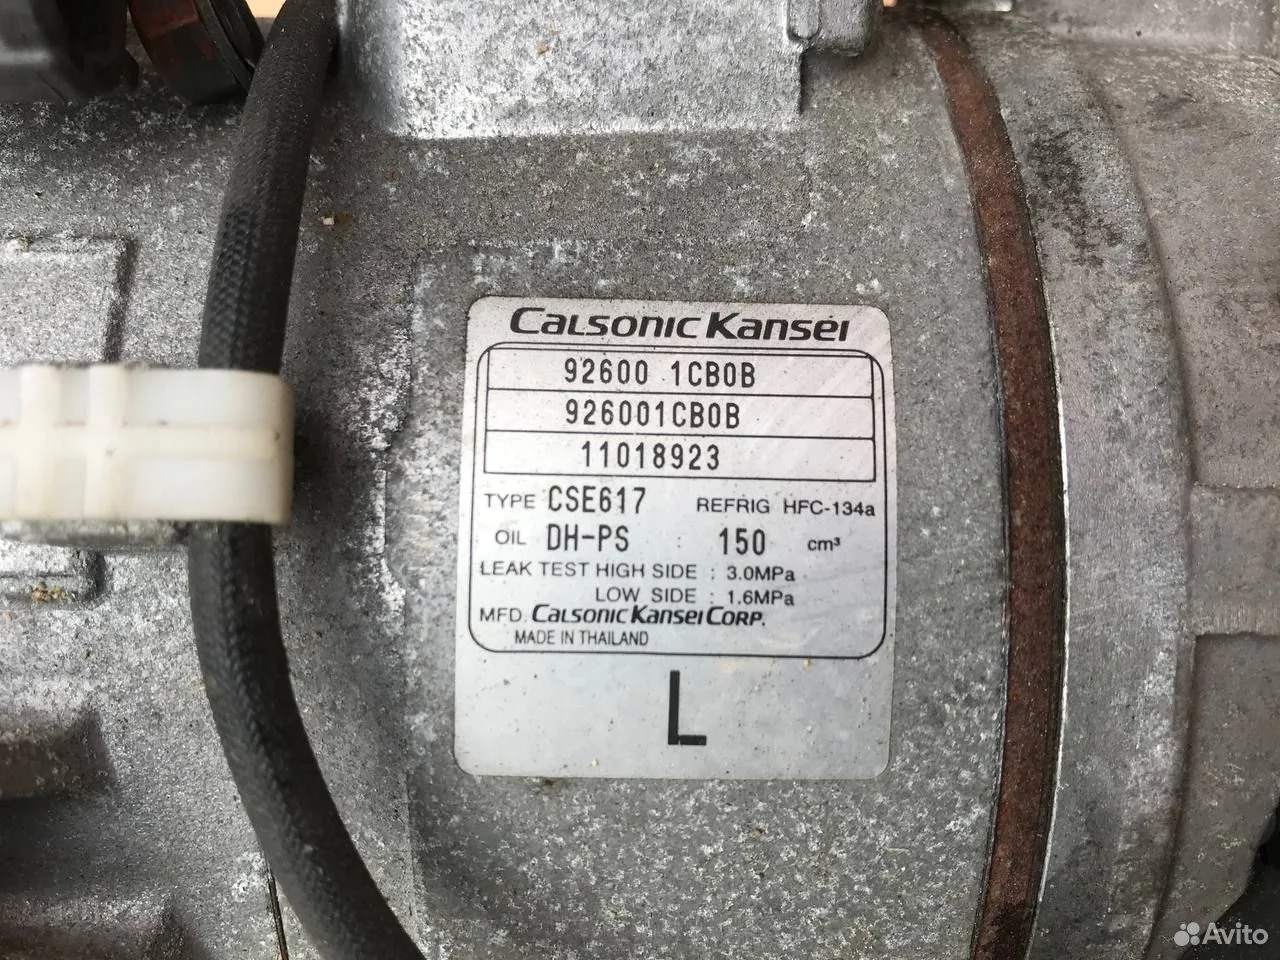 Calsonic Kansei
92600 1CB0B
926001CB0B
11018923
TYPE CSE617 REFRIG HFC-134a
OIL DH-PS : 150 cm³
LEAK TEST HIGH SIDE : 3.0MPa
LOW SIDE : 1.6MPa
MFD. Calsonic Kansei Corp.
MADE IN THAILAND
L
Avito